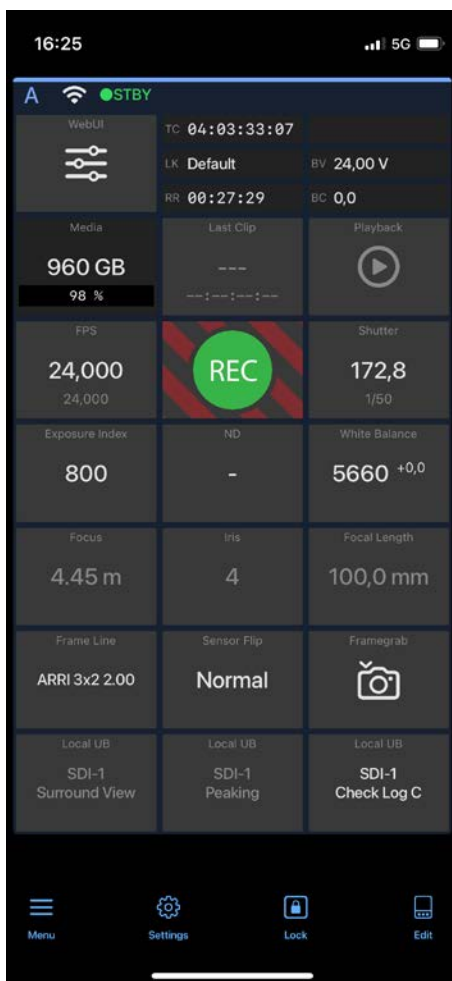 16:25 5G
A STBY
WebUI TC 04:03:33:07
LK Default BV 24,00 V
RR 00:27:29 BC 0,0
Media Last Clip Playback
960 GB ---
98 % --:--:--:--
FPS REC Shutter
24,000 172,8
24,000 1/50
Exposure Index ND White Balance
800 - 5660 +0,0
Focus Iris Focal Length
4.45 m 4 100,0 mm
Frame Line Sensor Flip Framegrab
ARRI 3x2 2.00 Normal
Local UB Local UB Local UB
SDI-1 SDI-1 SDI-1
Surround View Peaking Check Log C
Menu Settings Lock Edit